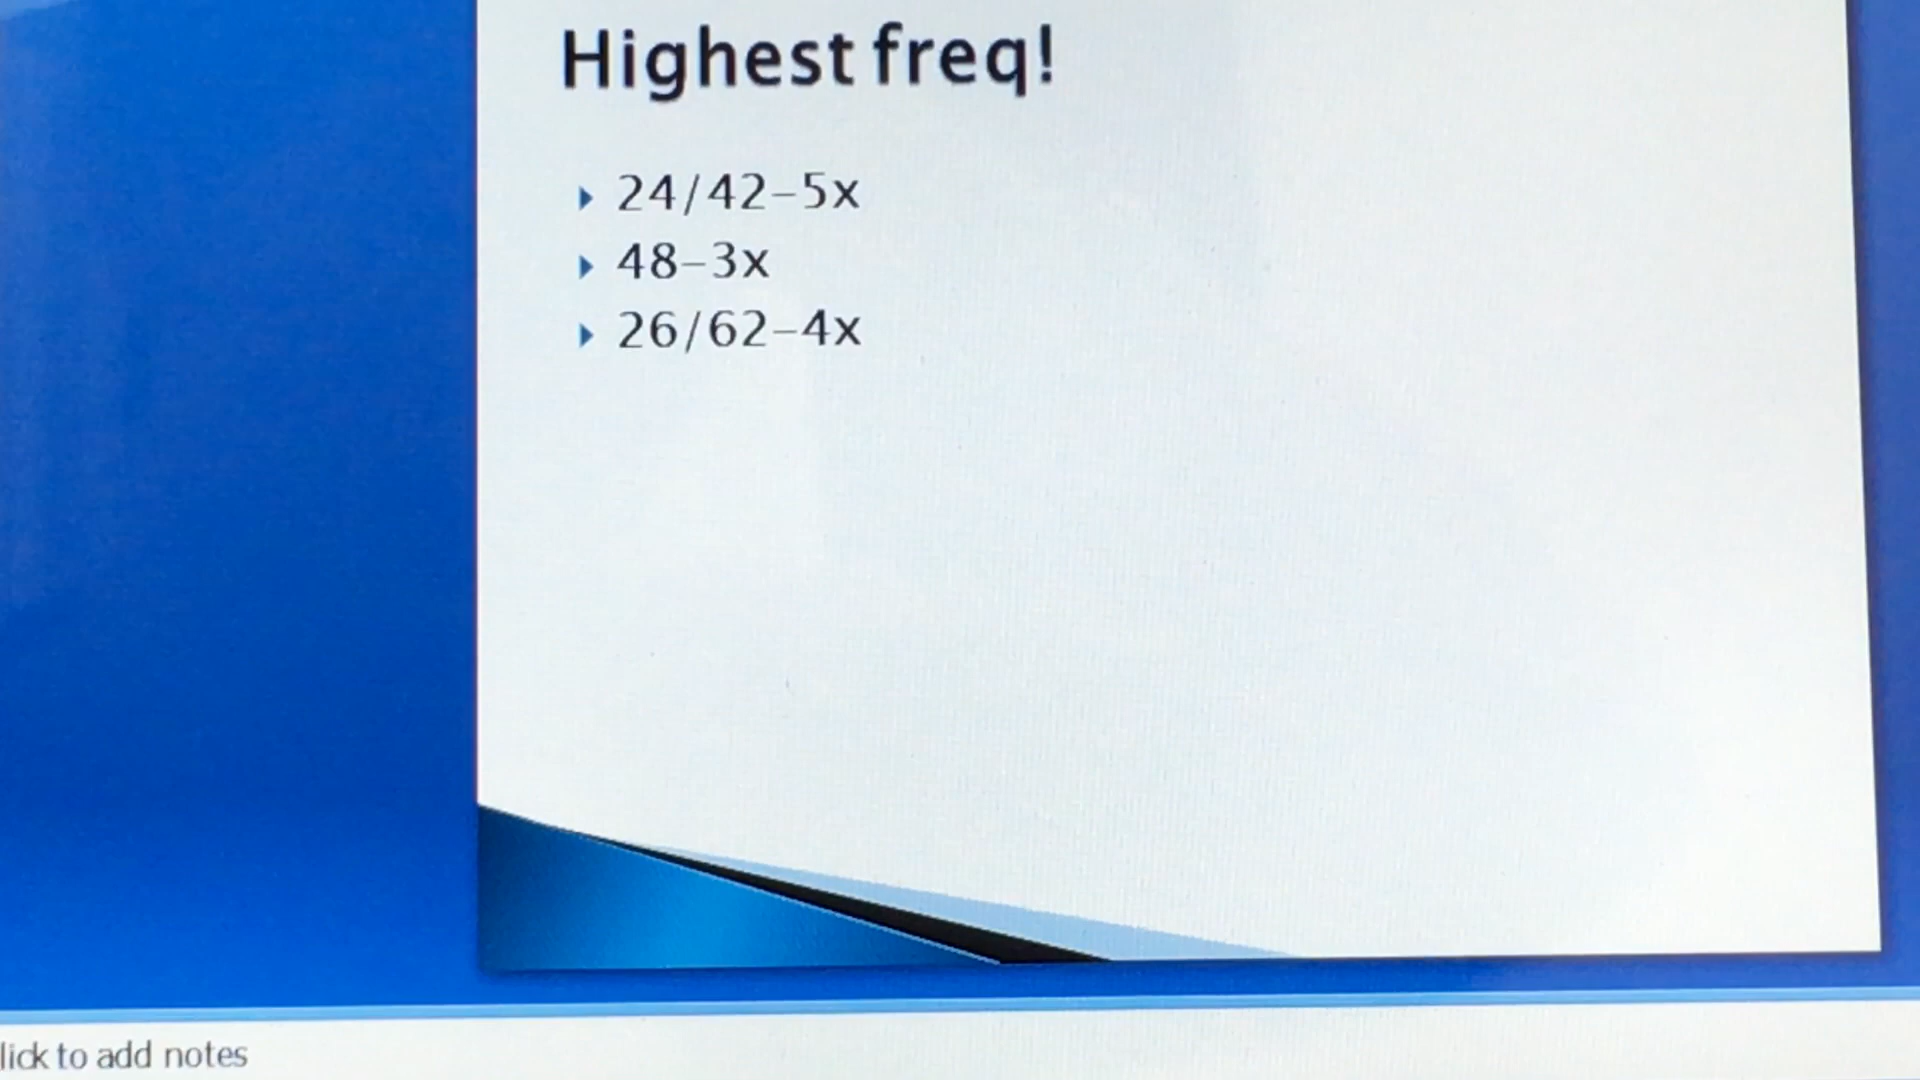 Highest freq!
24/42-5x
48-3x
26/62-4x
lick to add notes